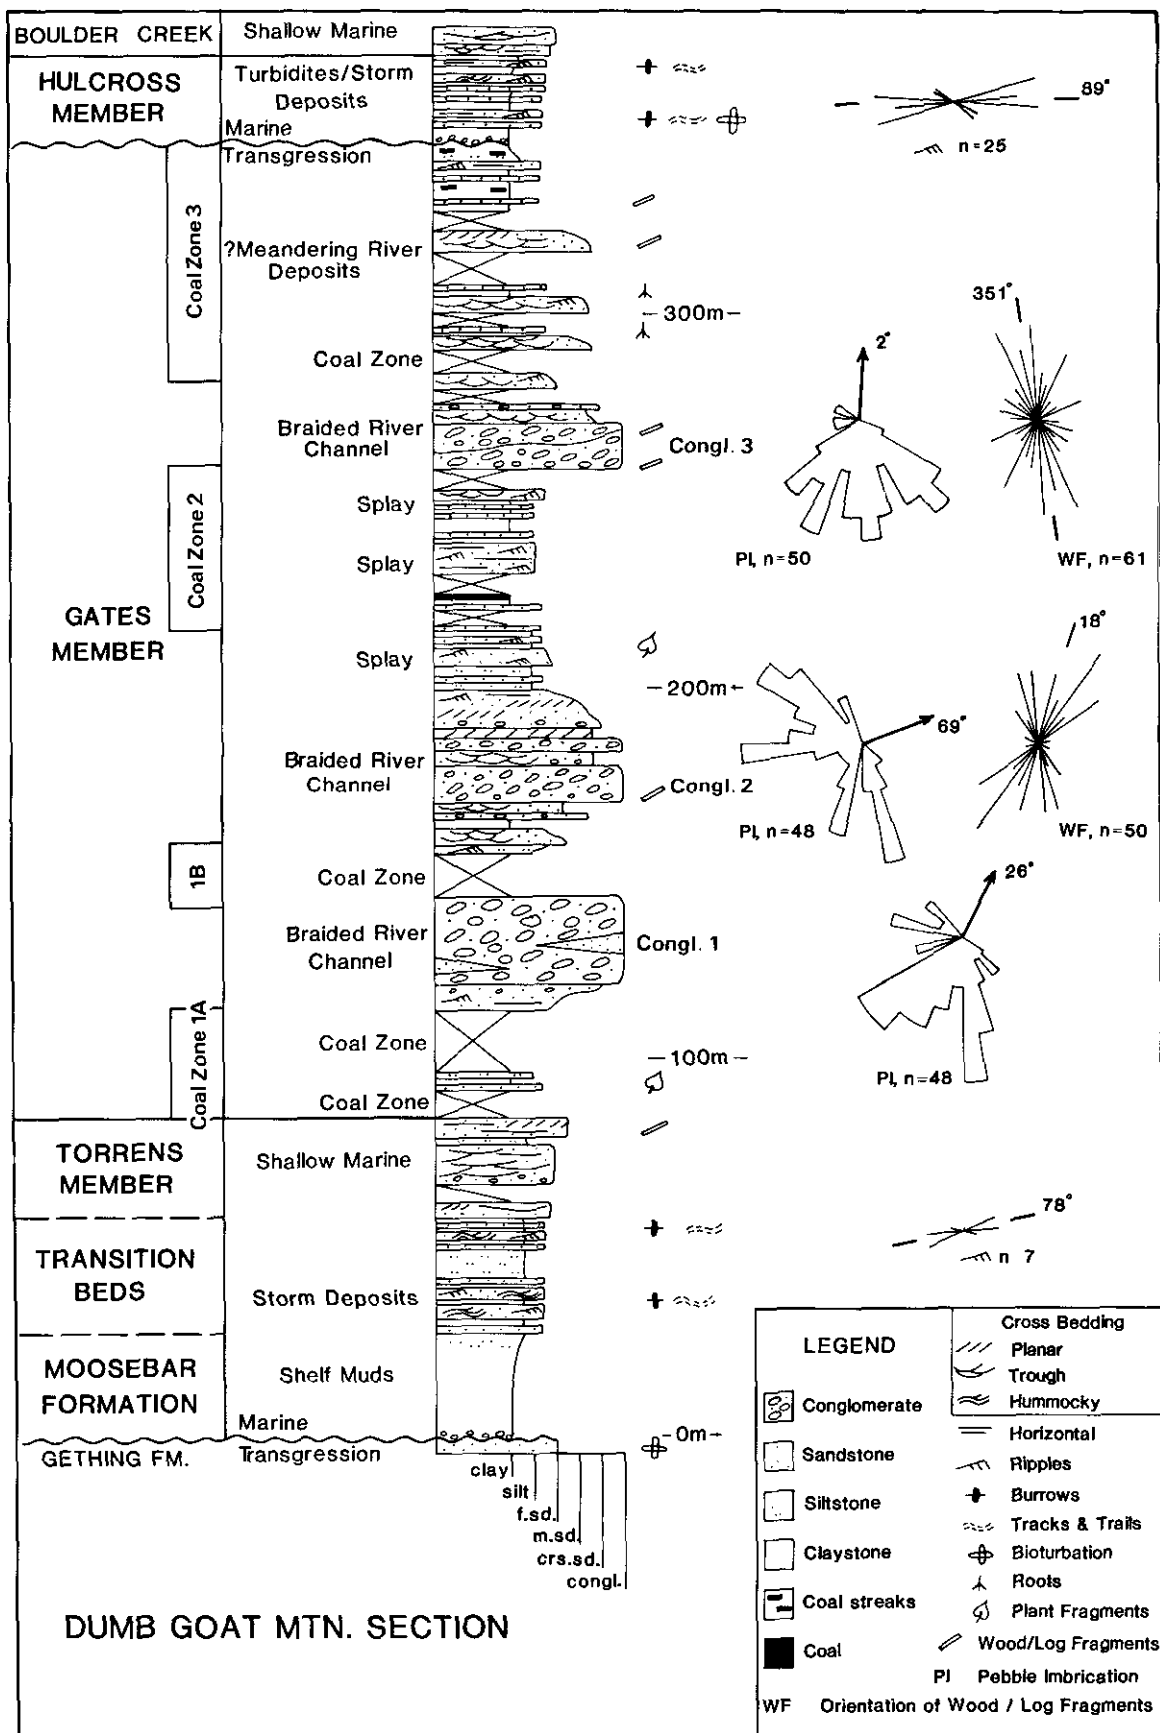 BOULDER CREEK
Shallow Marine
HULCROSS
MEMBER
Turbidites/Storm
Deposits
Marine
Transgression
89°
n=25
Coal Zone 3
?Meandering River
Deposits
-300m-
Coal Zone
351°
2°
Braided River
Channel
Congl. 3
Coal Zone 2
Splay
Splay
PI, n=50
WF, n=61
GATES
MEMBER
Splay
-200m-
18°
69°
Braided River
Channel
Congl. 2
PI, n=48
WF, n=50
1B
Coal Zone
26°
Braided River
Channel
Congl. 1
Coal Zone 1A
Coal Zone
-100m-
Coal Zone
PI, n=48
TORRENS
MEMBER
Shallow Marine
78°
n 7
TRANSITION
BEDS
Storm Deposits
MOOSEBAR
FORMATION
Shelf Muds
Marine
-0m-
GETHING FM.
Transgression
clay
silt
f.sd.
m.sd.
crs.sd.
congl.
DUMB GOAT MTN. SECTION
LEGEND
Conglomerate
Sandstone
Siltstone
Claystone
Coal streaks
Coal
Cross Bedding
Planar
Trough
Hummocky
Horizontal
Ripples
Burrows
Tracks & Trails
Bioturbation
Roots
Plant Fragments
Wood/Log Fragments
PI Pebble Imbrication
WF Orientation of Wood / Log Fragments